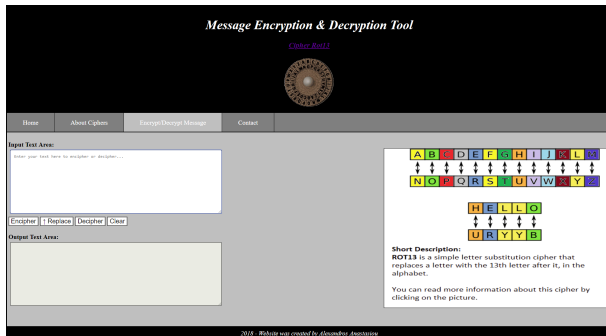 Message Encryption & Decryption Tool
Cipher Rot13
Home About Ciphers Encrypt/Decrypt Message Contact
Input Text Area:
Enter your text here to encipher or decipher...
Encipher ↑ Replace Decipher Clear
Output Text Area:
A B D E F G H I J L
N O P Q R S T U V W Y
H E L L O
U R Y Y B
Short Description:
ROT13 is a simple letter substitution cipher that
replaces a letter with the 13th letter after it, in the
alphabet.
You can read more information about this cipher by
clicking on the picture.
2018 - Website was created by Alexandros Anastasiou